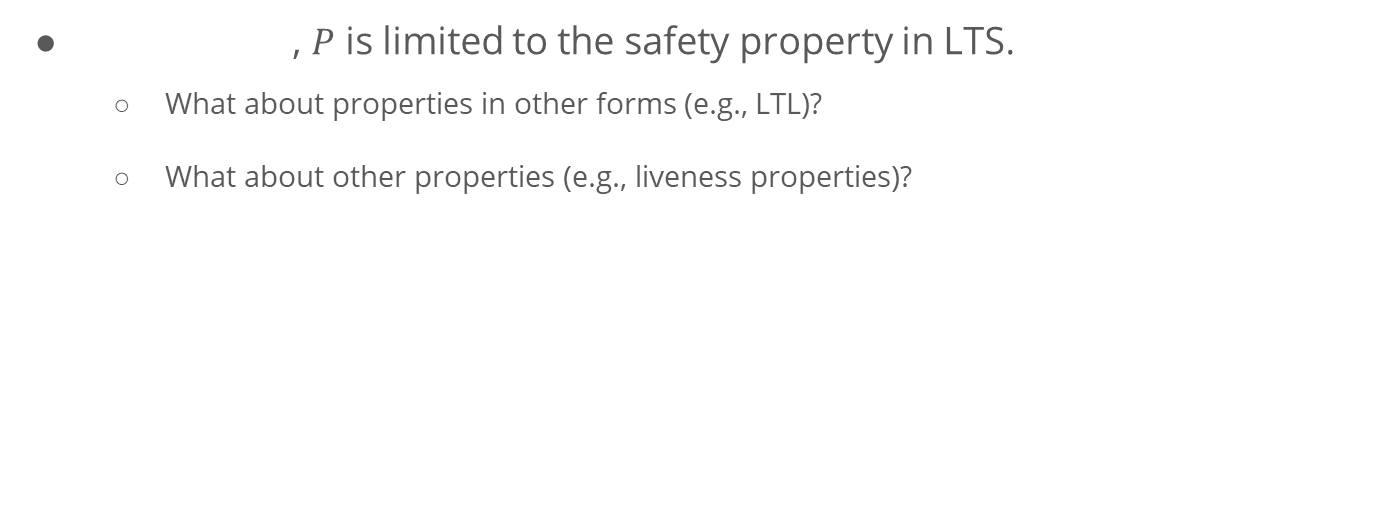 ● , P is limited to the safety property in LTS.
○ What about properties in other forms (e.g., LTL)?
○ What about other properties (e.g., liveness properties)?